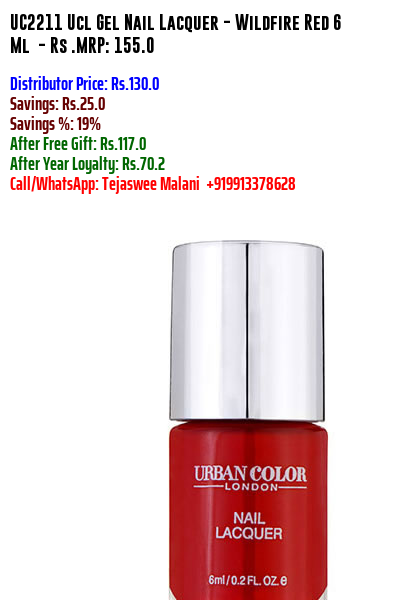 UC2211 Ucl Gel Nail Lacquer - Wildfire Red 6
Ml - Rs .MRP: 155.0
Distributor Price: Rs.130.0
Savings: Rs.25.0
Savings %: 19%
After Free Gift: Rs.117.0
After Year Loyalty: Rs.70.2
Call/WhatsApp: Tejaswee Malani +919913378628
URBAN COLOR
LONDON
NAIL
LACQUER
6ml/0.2 FL. OZ. e